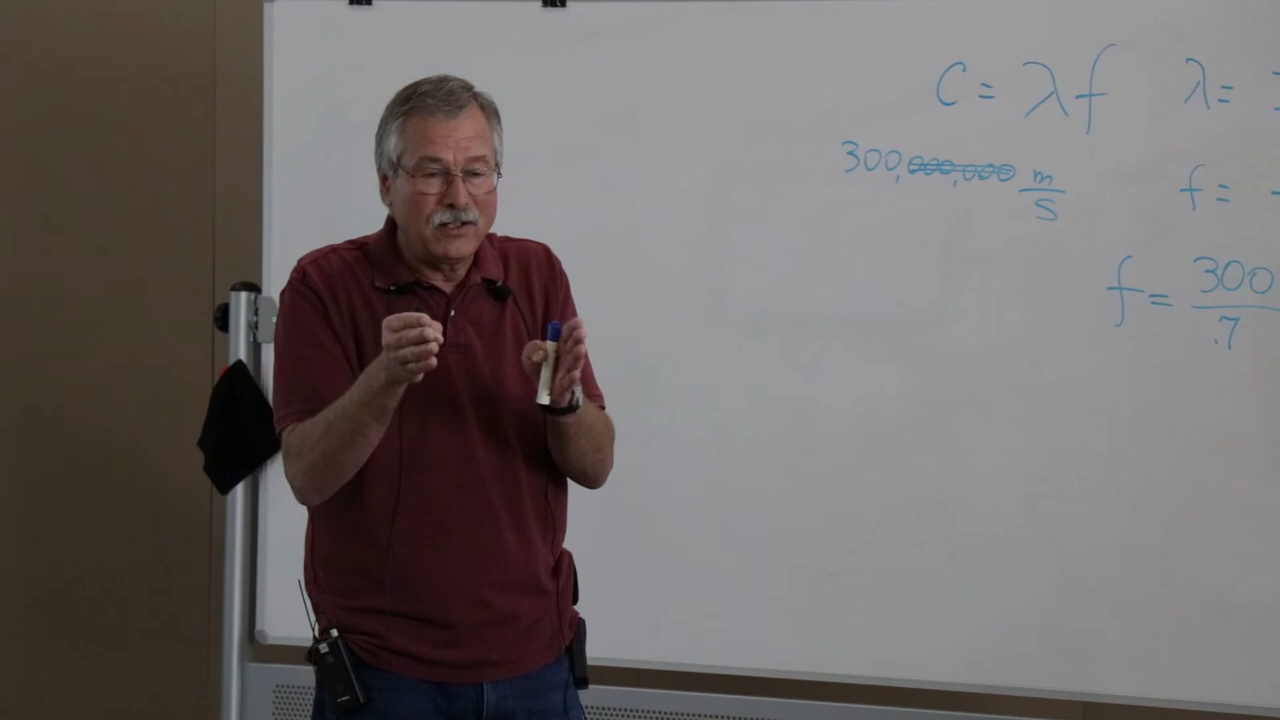 C = λf λ=
300,000,000 m/s
f =
f = 300/.7